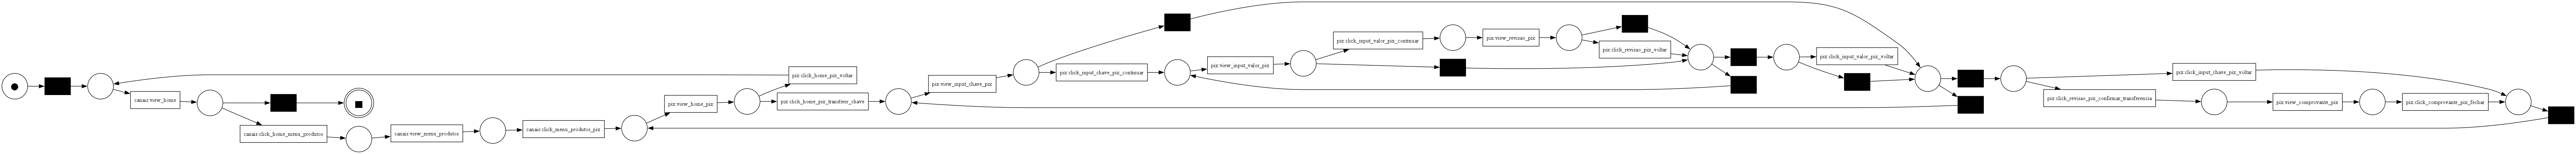 canais:view_home
canais:click_home_menu_produtos
canais:view_menu_produtos
canais:click_menu_produtos_pix
pix:view_home_pix
pix:click_home_pix_voltar
pix:click_home_pix_transferir_chave
pix:view_input_chave_pix
pix:click_input_chave_pix_continuar
pix:view_input_valor_pix
pix:click_input_valor_pix_continuar
pix:view_revisao_pix
pix:click_revisao_pix_voltar
pix:click_input_valor_pix_voltar
pix:click_input_chave_pix_voltar
pix:click_revisao_pix_confirmar_transferencia
pix:view_comprovante_pix
pix:click_comprovante_pix_fechar